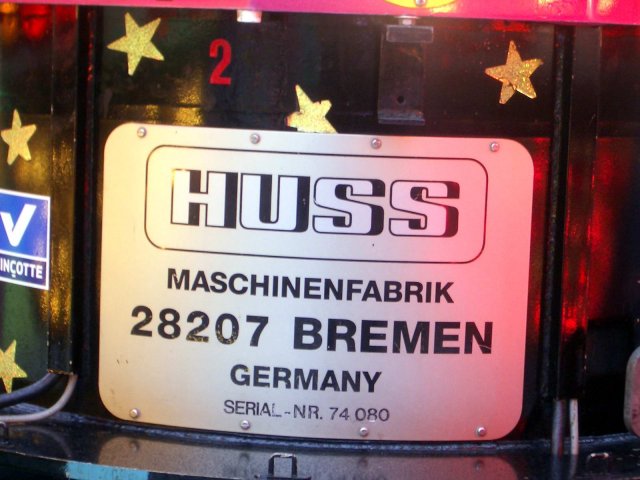 2
HUSS
V
INÇOTTE
MASCHINENFABRIK
28207 BREMEN
GERMANY
SERIAL-NR. 74 080